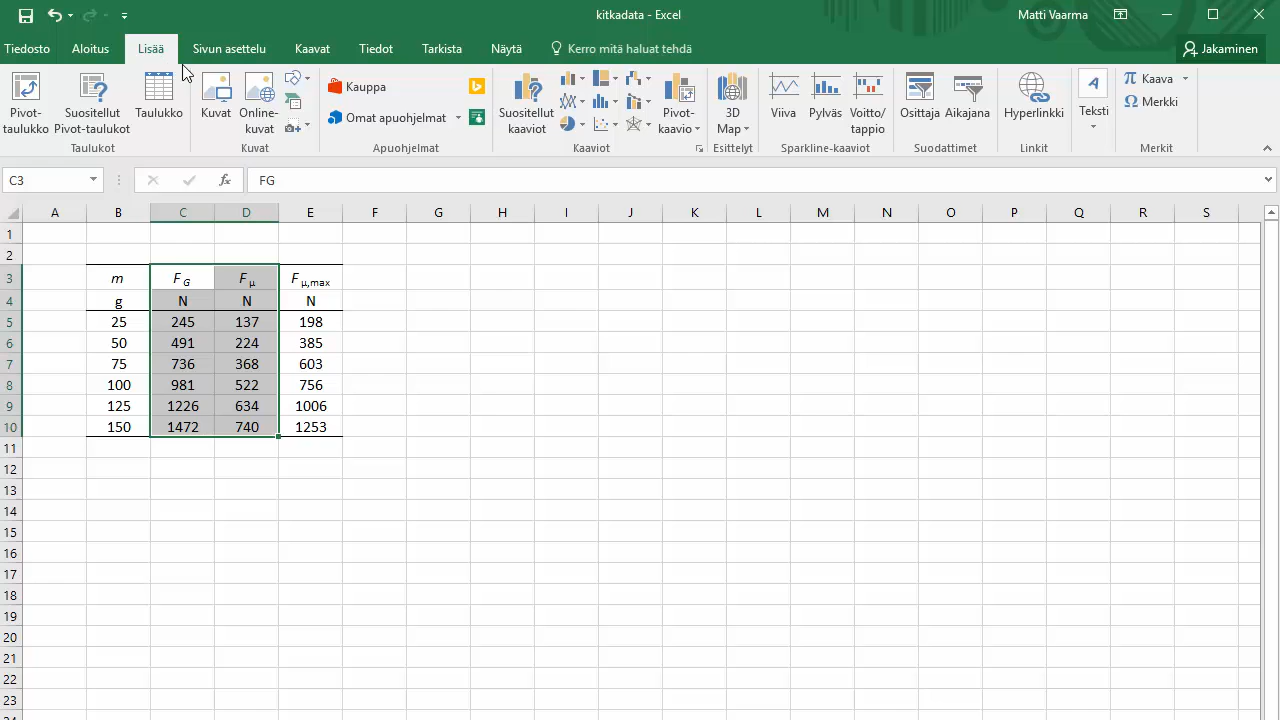 kitkadata - Excel
Matti Vaarma
Tiedosto Aloitus Lisää Sivun asettelu Kaavat Tiedot Tarkista Näytä Kerro mitä haluat tehdä Jakaminen
Pivot-taulukko
Suositellut Pivot-taulukot
Taulukko
Kuvat
Online-kuvat
Kauppa
Omat apuohjelmat
Suositellut kaaviot
Pivot-kaavio
3D Map
Viiva
Pylväs
Voitto/tappio
Osittaja
Aikajana
Hyperlinkki
A
Teksti
π Kaava
Ω Merkki
Taulukot Kuvat Apuohjelmat Kaaviot Esittelyt Sparkline-kaaviot Suodattimet Linkit Merkit
C3 fx FG
A B C D E F G H I J K L M N O P Q R S
1
2
3 m FG Fμ Fμ,max
4 g N N N
5 25 245 137 198
6 50 491 224 385
7 75 736 368 603
8 100 981 522 756
9 125 1226 634 1006
10 150 1472 740 1253
11
12
13
14
15
16
17
18
19
20
21
22
23